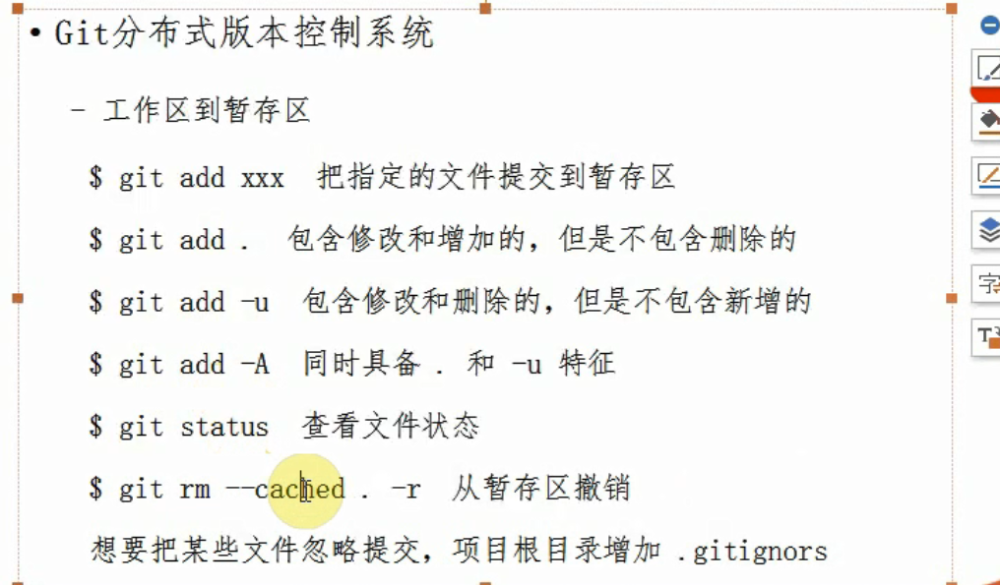 • Git分布式版本控制系统
– 工作区到暂存区
$ git add xxx 把指定的文件提交到暂存区
$ git add . 包含修改和增加的，但是不包含删除的
$ git add -u 包含修改和删除的，但是不包含新增的
$ git add -A 同时具备 . 和 -u 特征
$ git status 查看文件状态
$ git rm --cached . -r 从暂存区撤销
想要把某些文件忽略提交，项目根目录增加 .gitignors